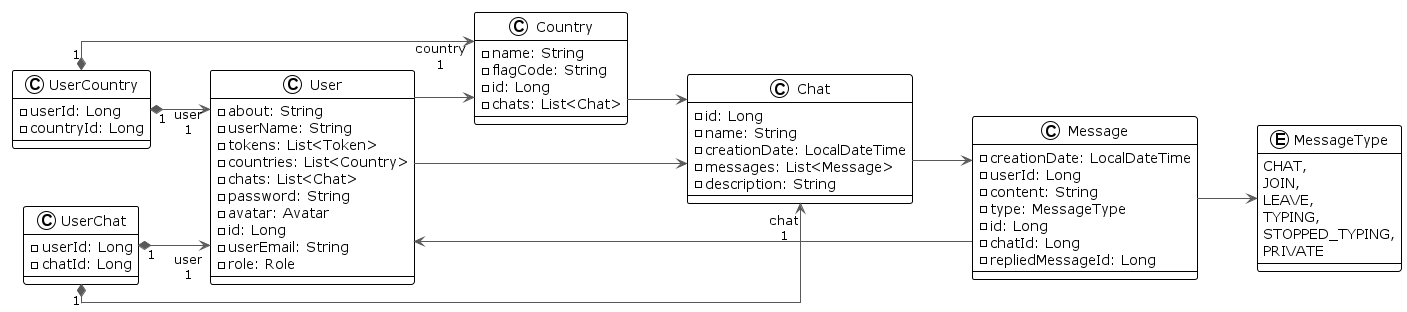 C Country
name: String
flagCode: String
id: Long
chats: List<Chat>
1
country
1
C UserCountry
userId: Long
countryId: Long
1
user
1
C User
about: String
userName: String
tokens: List<Token>
countries: List<Country>
chats: List<Chat>
password: String
avatar: Avatar
id: Long
userEmail: String
role: Role
C Chat
id: Long
name: String
creationDate: LocalDateTime
messages: List<Message>
description: String
C Message
creationDate: LocalDateTime
userId: Long
content: String
type: MessageType
id: Long
chatId: Long
repliedMessageId: Long
E MessageType
CHAT,
JOIN,
LEAVE,
TYPING,
STOPPED_TYPING,
PRIVATE
C UserChat
userId: Long
chatId: Long
1
user
1
chat
1
1